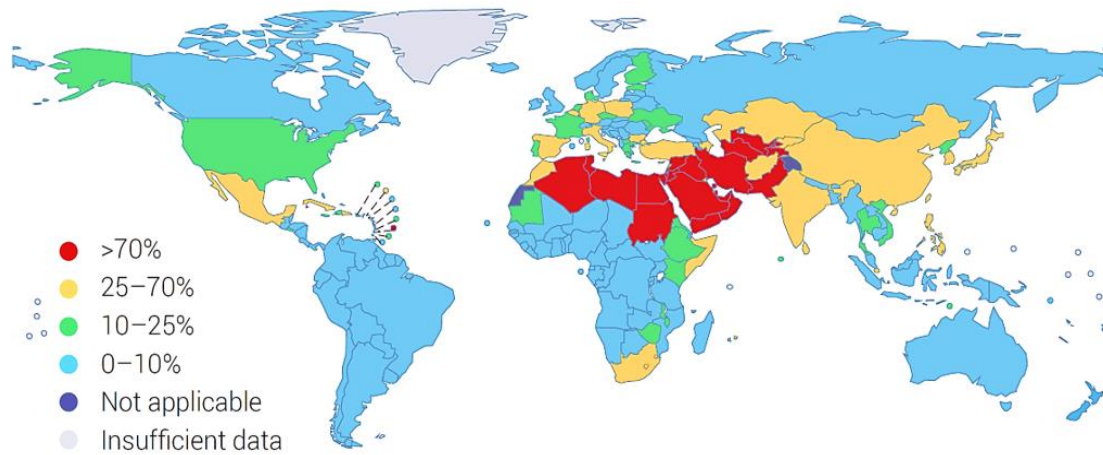 >70%
25–70%
10–25%
0–10%
Not applicable
Insufficient data